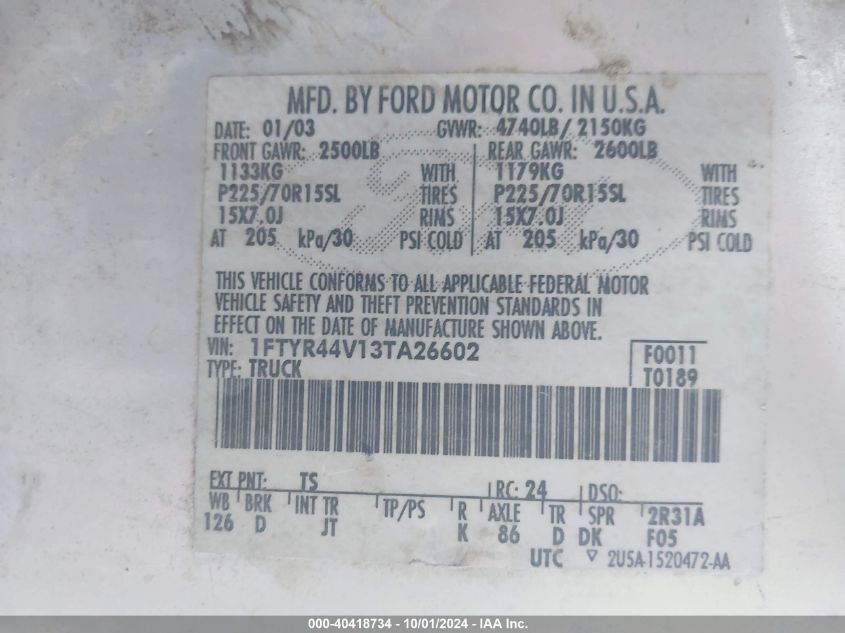 MFD. BY FORD MOTOR CO. IN U.S.A.
DATE: 01/03 GVWR: 4740LB/ 2150KG
FRONT GAWR: 2500LB REAR GAWR: 2600LB
1133KG WITH 1179KG WITH
P225/70R15SL TIRES P225/70R15SL TIRES
15X7.0J RIMS 15X7.0J RIMS
AT 205 kPa/30 PSI COLD AT 205 kPa/30 PSI COLD
THIS VEHICLE CONFORMS TO ALL APPLICABLE FEDERAL MOTOR
VEHICLE SAFETY AND THEFT PREVENTION STANDARDS IN
EFFECT ON THE DATE OF MANUFACTURE SHOWN ABOVE.
VIN: 1FTYR44V13TA26602 F0011
TYPE: TRUCK T0189
EXT PNT: TS RC: 24 DSO:
WB BRK INT TR TP/PS R AXLE TR SPR 2R31A
126 D JT K 86 D DK F05
UTC ▽ 2U5A-1520472-AA
000-40418734 - 10/01/2024 - IAA Inc.